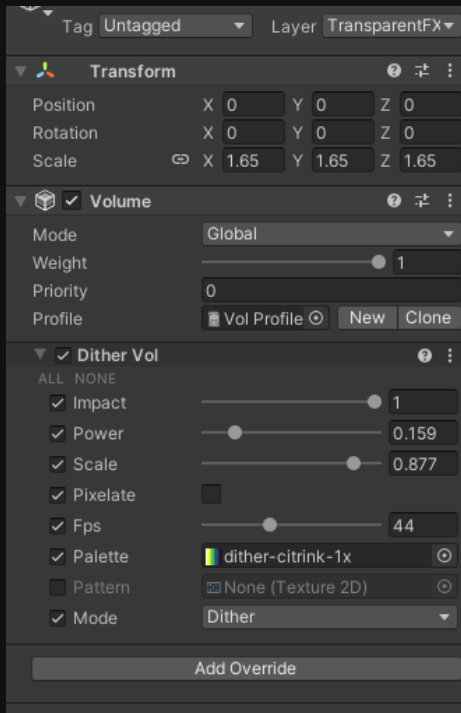 Tag Untagged Layer TransparentFX
Transform
Position X 0 Y 0 Z 0
Rotation X 0 Y 0 Z 0
Scale X 1.65 Y 1.65 Z 1.65
Volume
Mode Global
Weight 1
Priority 0
Profile Vol Profile New Clone
Dither Vol
ALL NONE
Impact 1
Power 0.159
Scale 0.877
Pixelate
Fps 44
Palette dither-citrink-1x
Pattern None (Texture 2D)
Mode Dither
Add Override